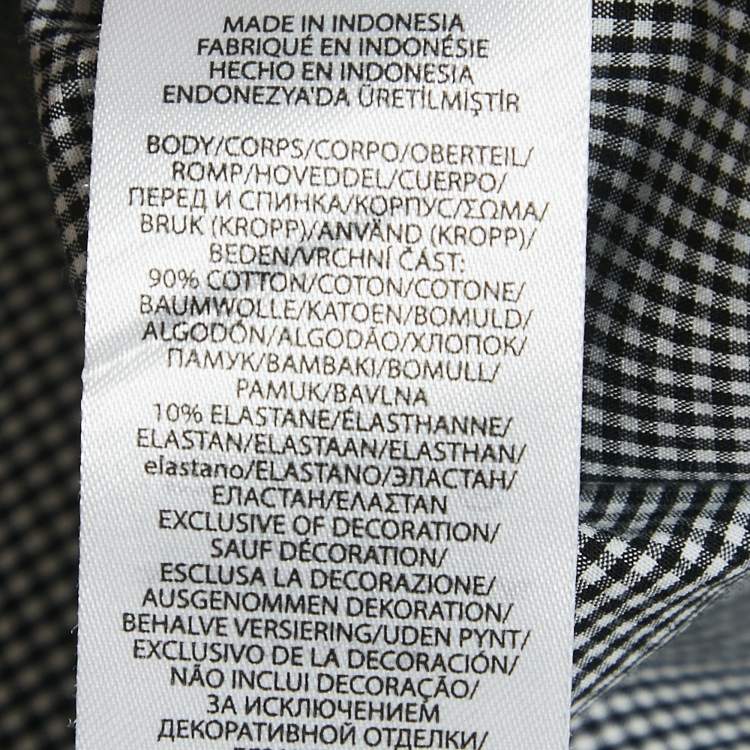 MADE IN INDONESIA
FABRIQUÉ EN INDONÉSIE
HECHO EN INDONESIA
ENDONEZYA'DA ÜRETİLMİŞTİR
BODY/CORPS/CORPO/OBERTEIL/
ROMP/HOVEDDEL/CUERPO/
ПЕРЕД И СПИНКА/КОРПУС/ΣΩΜΑ/
BRUK (KROPP)/ANVÄND (KROPP)/
BEDEN/VRCHNÍ ČÁST:
90% COTTON/COTON/COTONE/
BAUMWOLLE/KATOEN/BOMULD/
ALGODÓN/ALGODÃO/ХЛОПОК/
ПАМУК/ΒΑΜΒΑΚΙ/BOMULL/
PAMUK/BAVLNA
10% ELASTANE/ÉLASTHANNE/
ELASTAN/ELASTAAN/ELASTHAN/
elastano/ELASTANO/ЭЛАСТАН/
ЕЛАСТАН/ΕΛΑΣΤΑΝ
EXCLUSIVE OF DECORATION/
SAUF DÉCORATION/
ESCLUSA LA DECORAZIONE/
AUSGENOMMEN DEKORATION/
BEHALVE VERSIERING/UDEN PYNT/
EXCLUSIVO DE LA DECORACIÓN/
NÃO INCLUI DECORAÇÃO/
ЗА ИСКЛЮЧЕНИЕМ
ДЕКОРАТИВНОЙ ОТДЕЛКИ/